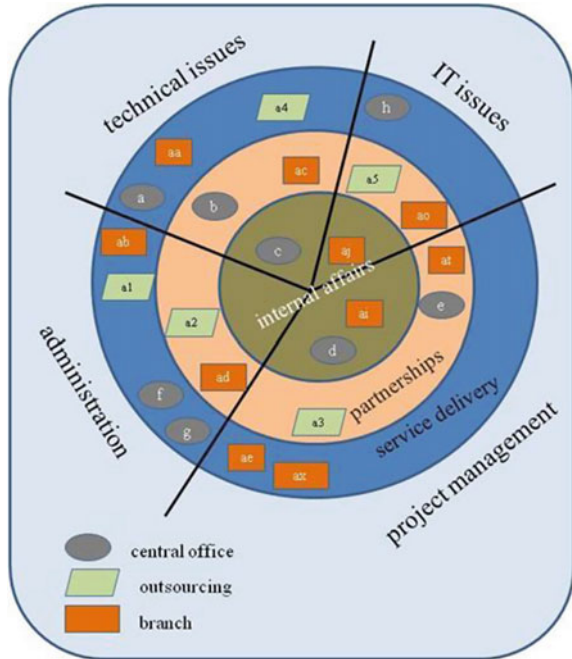 technical issues
IT issues
a4
h
aa
ac
a5
a
b
ao
ab
c
aj
at
a1
internal affairs
ai
e
a2
d
administration
ad
partnerships
f
a3
service delivery
g
ae
ax
project management
central office
outsourcing
branch